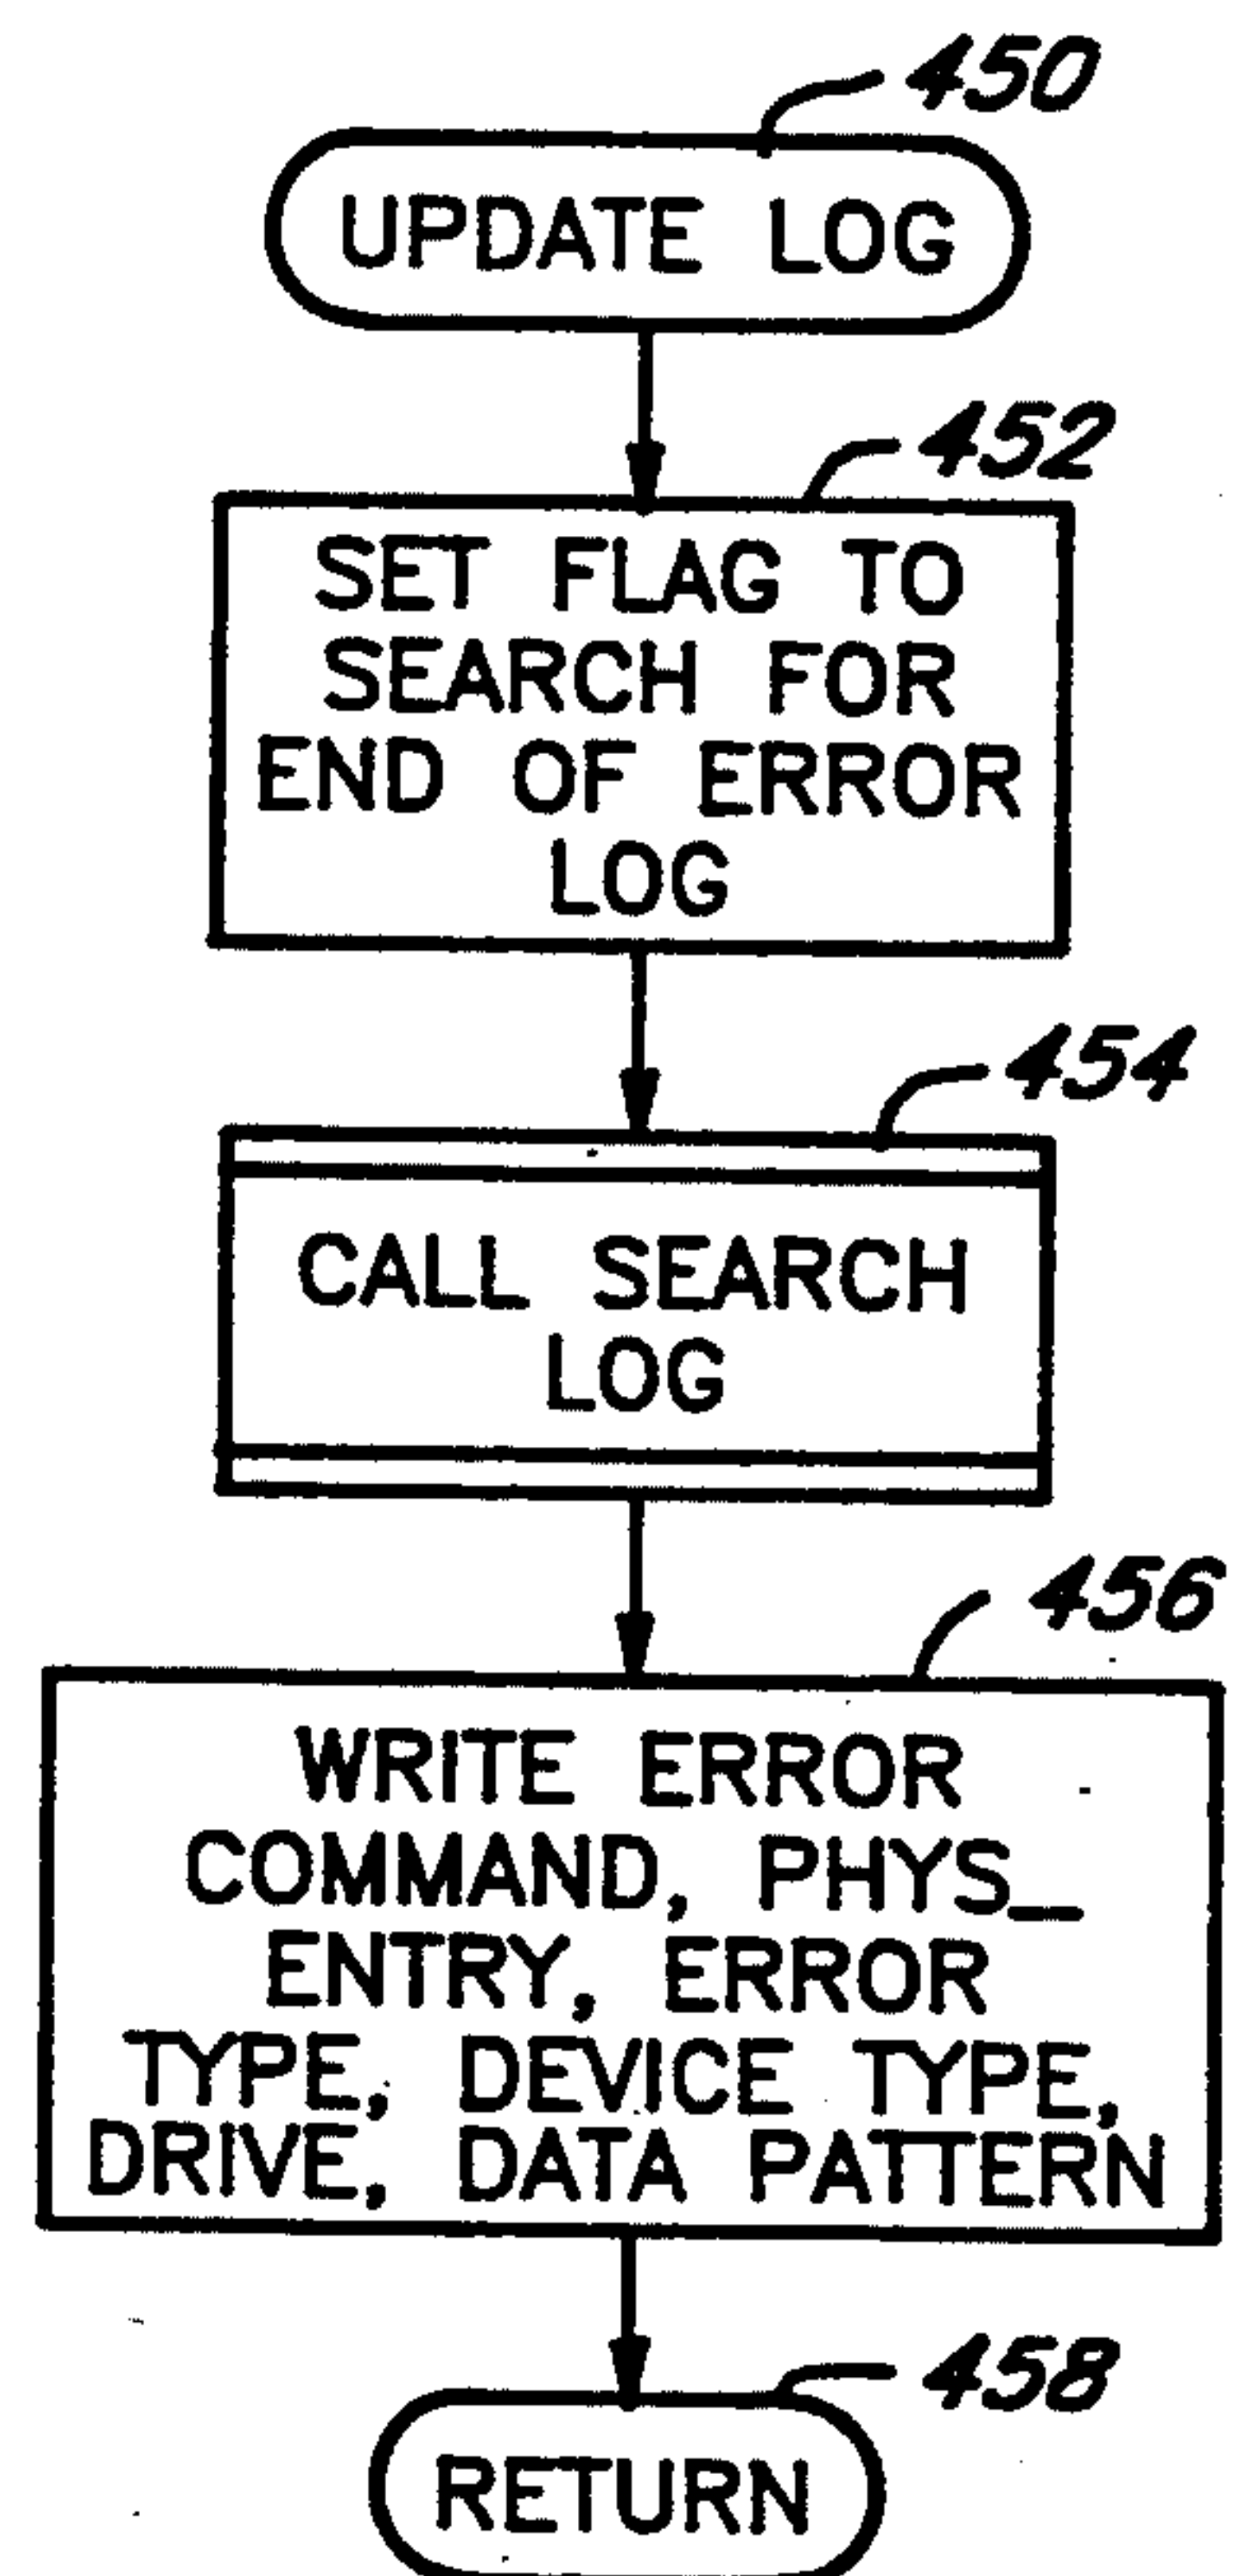 450
UPDATE LOG
452
SET FLAG TO
SEARCH FOR
END OF ERROR
LOG
454
CALL SEARCH
LOG
456
WRITE ERROR
COMMAND, PHYS_
ENTRY, ERROR
TYPE, DEVICE TYPE,
DRIVE, DATA PATTERN
458
RETURN